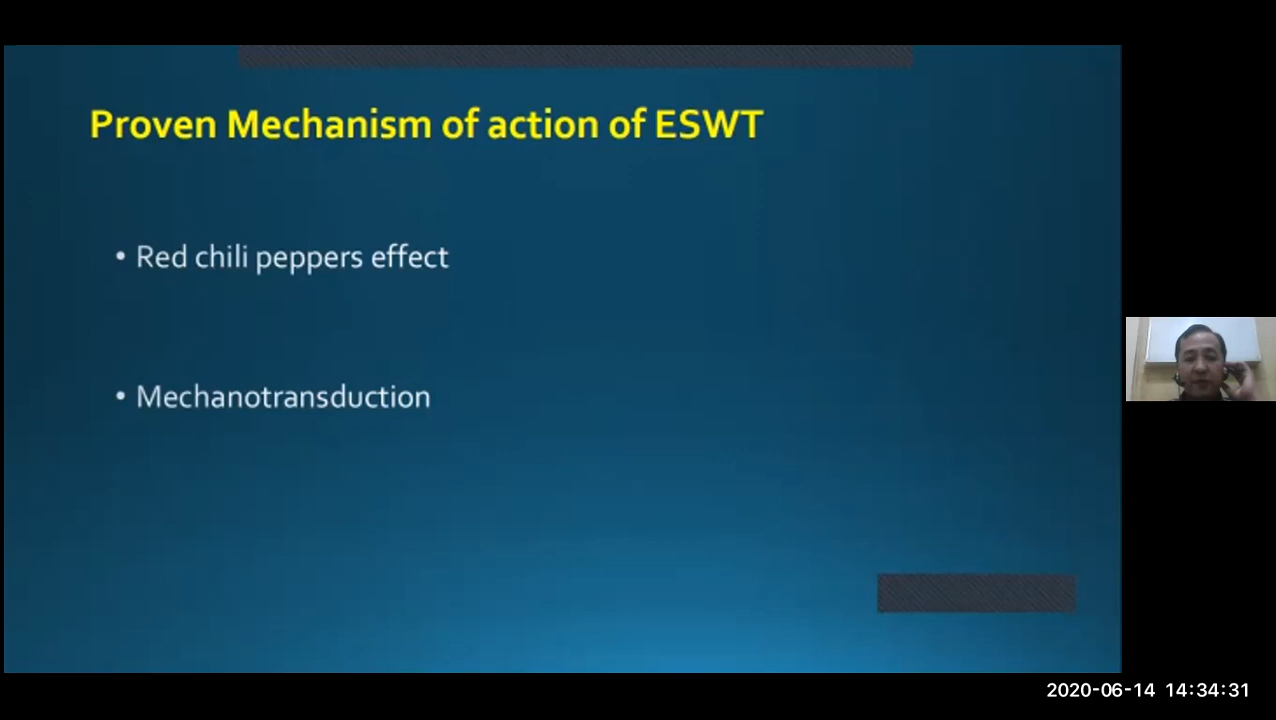 Proven Mechanism of action of ESWT
• Red chili peppers effect
• Mechanotransduction
2020-06-14 14:34:31